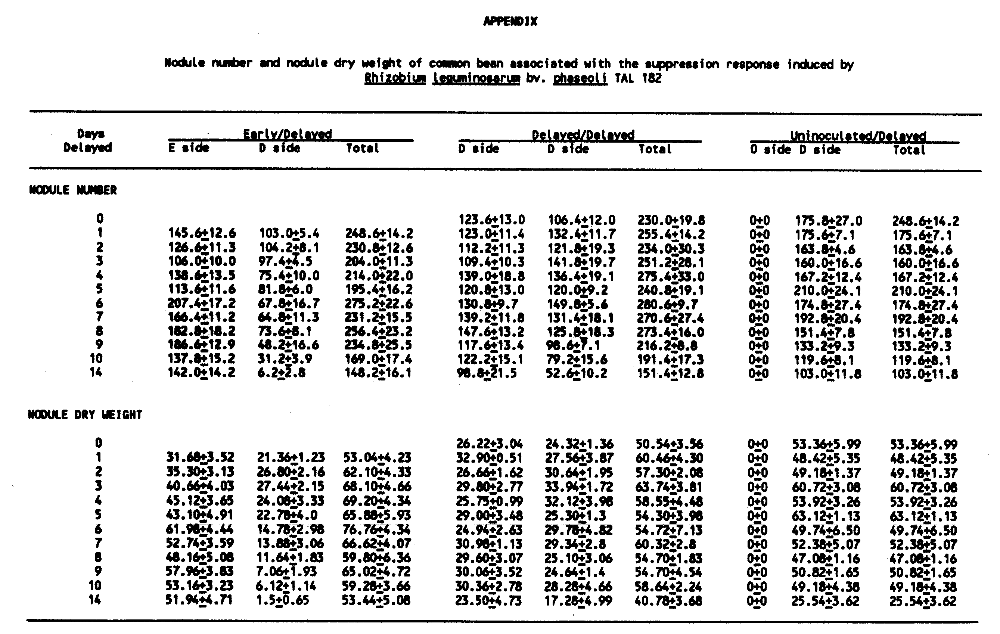 APPENDIX
Nodule number and nodule dry weight of common bean associated with the suppression response induced by
Rhizobium leguminosarum bv. phaseoli TAL 182
Days Early/Delayed Delayed/Delayed Uninoculated/Delayed
Delayed E side D side Total D side D side Total O side D side Total
NODULE NUMBER
0 123.6±13.0 106.4±12.0 230.0±19.8 0±0 175.8±27.0 248.6±14.2
1 145.6±12.6 103.0±5.4 248.6±14.2 123.0±11.4 132.4±11.7 255.4±14.2 0±0 175.6±7.1 175.6±7.1
2 126.6±11.3 104.2±8.1 230.8±12.6 112.2±11.3 121.8±19.3 234.0±30.3 0±0 163.8±4.6 163.8±4.6
3 106.0±10.0 97.4±4.5 204.0±11.3 109.4±10.3 141.8±19.7 251.2±28.1 0±0 160.0±16.6 160.0±16.6
4 138.6±13.5 75.4±10.0 214.0±22.0 139.0±18.8 136.4±19.1 275.4±33.0 0±0 167.2±12.4 167.2±12.4
5 113.6±11.6 81.8±6.0 195.4±16.2 120.8±13.0 120.0±9.2 240.8±19.1 0±0 210.0±24.1 210.0±24.1
6 207.4±17.2 67.8±16.7 275.2±22.6 130.8±9.7 149.8±5.6 280.6±9.7 0±0 174.8±27.4 174.8±27.4
7 166.4±11.2 64.8±11.3 231.2±15.5 139.2±11.8 131.4±18.1 270.6±27.4 0±0 192.8±20.4 192.8±20.4
8 182.8±18.2 73.6±8.1 256.4±23.2 147.6±13.2 125.8±18.3 273.4±16.0 0±0 151.4±7.8 151.4±7.8
9 186.6±12.9 48.2±16.6 234.8±25.5 117.6±13.4 98.6±7.1 216.2±8.8 0±0 133.2±9.3 133.2±9.3
10 137.8±15.2 31.2±3.9 169.0±17.4 122.2±15.1 79.2±15.6 191.4±17.3 0±0 119.6±8.1 119.6±8.1
14 142.0±14.2 6.2±2.8 148.2±16.1 98.8±21.5 52.6±10.2 151.4±12.8 0±0 103.0±11.8 103.0±11.8
NODULE DRY WEIGHT
0 26.22±3.04 24.32±1.36 50.54±3.56 0±0 53.36±5.99 53.36±5.99
1 31.68±3.52 21.36±1.23 53.04±4.23 32.90±0.51 27.56±3.87 60.46±4.30 0±0 48.42±5.35 48.42±5.35
2 35.30±3.13 26.80±2.16 62.10±4.33 26.66±1.62 30.64±1.95 57.30±2.08 0±0 49.18±1.37 49.18±1.37
3 40.66±4.03 27.44±2.15 68.10±4.66 29.80±2.77 33.94±1.72 63.74±3.81 0±0 60.72±3.08 60.72±3.08
4 45.12±3.65 24.08±3.33 69.20±4.34 25.75±0.99 32.12±3.98 58.55±4.48 0±0 53.92±3.26 53.92±3.26
5 43.10±4.91 22.78±4.0 65.88±5.93 29.00±3.48 25.30±1.3 54.30±3.98 0±0 63.12±1.13 63.12±1.13
6 61.98±4.44 14.78±2.98 76.76±4.34 24.94±2.63 29.78±4.82 54.72±7.13 0±0 49.74±6.50 49.74±6.50
7 52.74±3.59 13.88±3.06 66.62±4.07 30.98±1.13 29.34±2.8 60.32±2.8 0±0 52.38±5.07 52.38±5.07
8 48.16±5.08 11.64±1.83 59.80±6.36 29.60±3.07 25.10±3.06 54.70±1.83 0±0 47.08±1.16 47.08±1.16
9 57.96±3.83 7.06±1.93 65.02±4.72 30.06±3.52 24.64±1.4 54.70±4.54 0±0 50.82±1.65 50.82±1.65
10 53.16±3.23 6.12±1.14 59.28±3.66 30.36±2.78 28.28±4.66 58.64±2.24 0±0 49.18±4.38 49.18±4.38
14 51.94±4.71 1.5±0.65 53.44±5.08 23.50±4.73 17.28±4.99 40.78±3.68 0±0 25.54±3.62 25.54±3.62